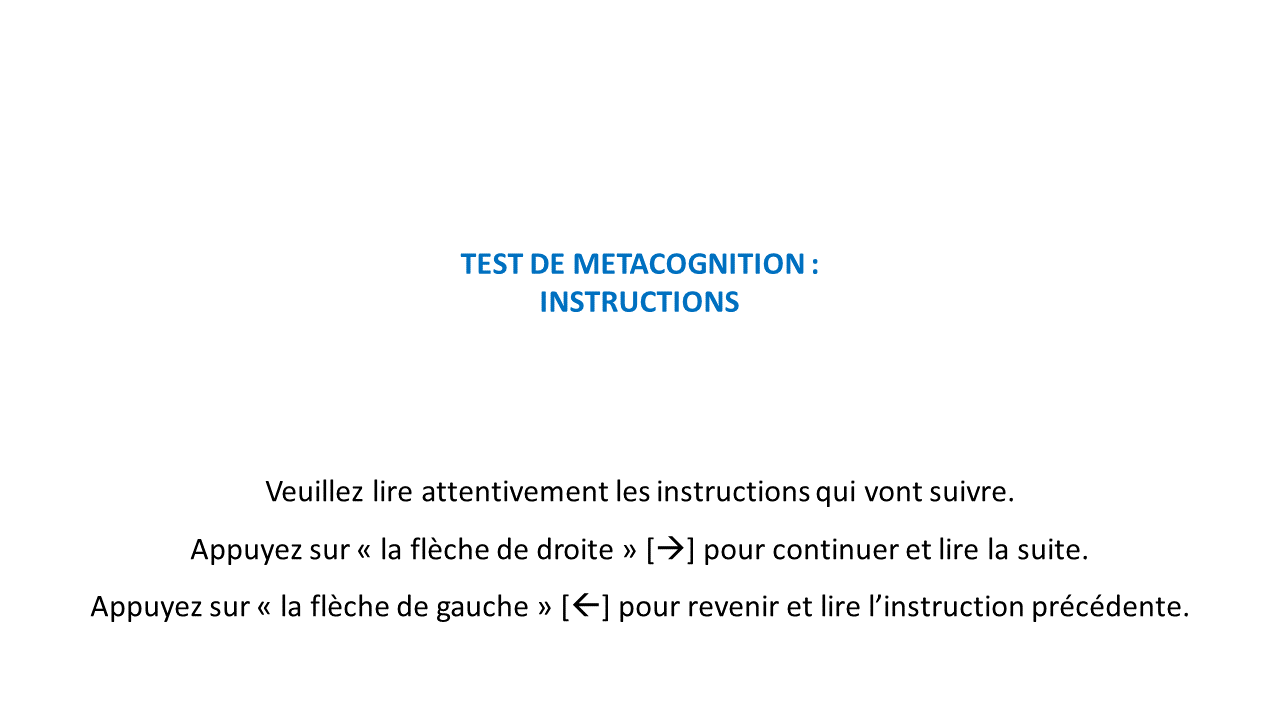 TEST DE METACOGNITION :
INSTRUCTIONS
Veuillez lire attentivement les instructions qui vont suivre.
Appuyez sur « la flèche de droite » [→] pour continuer et lire la suite.
Appuyez sur « la flèche de gauche » [←] pour revenir et lire l’instruction précédente.